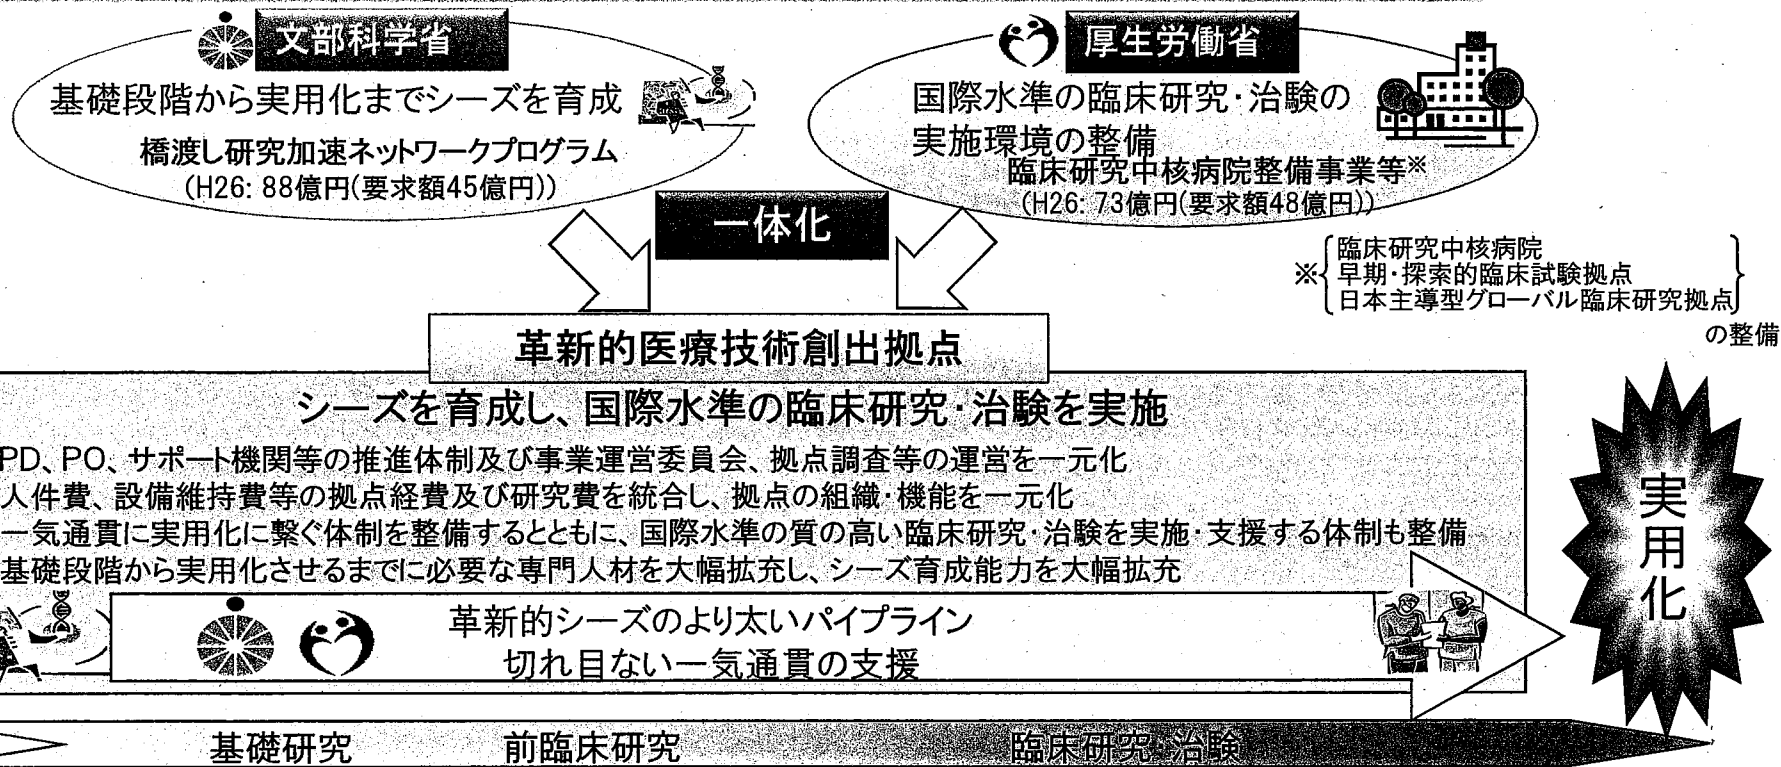 文部科学省
基礎段階から実用化までシーズを育成
橋渡し研究加速ネットワークプログラム
(H26: 88億円(要求額45億円))
厚生労働省
国際水準の臨床研究・治験の
実施環境の整備
臨床研究中核病院整備事業等※
(H26: 73億円(要求額48億円))
一体化
※
臨床研究中核病院
早期・探索的臨床試験拠点
日本主導型グローバル臨床研究拠点
の整備
革新的医療技術創出拠点
シーズを育成し、国際水準の臨床研究・治験を実施
PD、PO、サポート機関等の推進体制及び事業運営委員会、拠点調査等の運営を一元化
人件費、設備維持費等の拠点経費及び研究費を統合し、拠点の組織・機能を一元化
一気通貫に実用化に繋ぐ体制を整備するとともに、国際水準の質の高い臨床研究・治験を実施・支援する体制も整備
基礎段階から実用化させるまでに必要な専門人材を大幅拡充し、シーズ育成能力を大幅拡充
革新的シーズのより太いパイプライン
切れ目ない一気通貫の支援
実用化
基礎研究
前臨床研究
臨床研究・治験